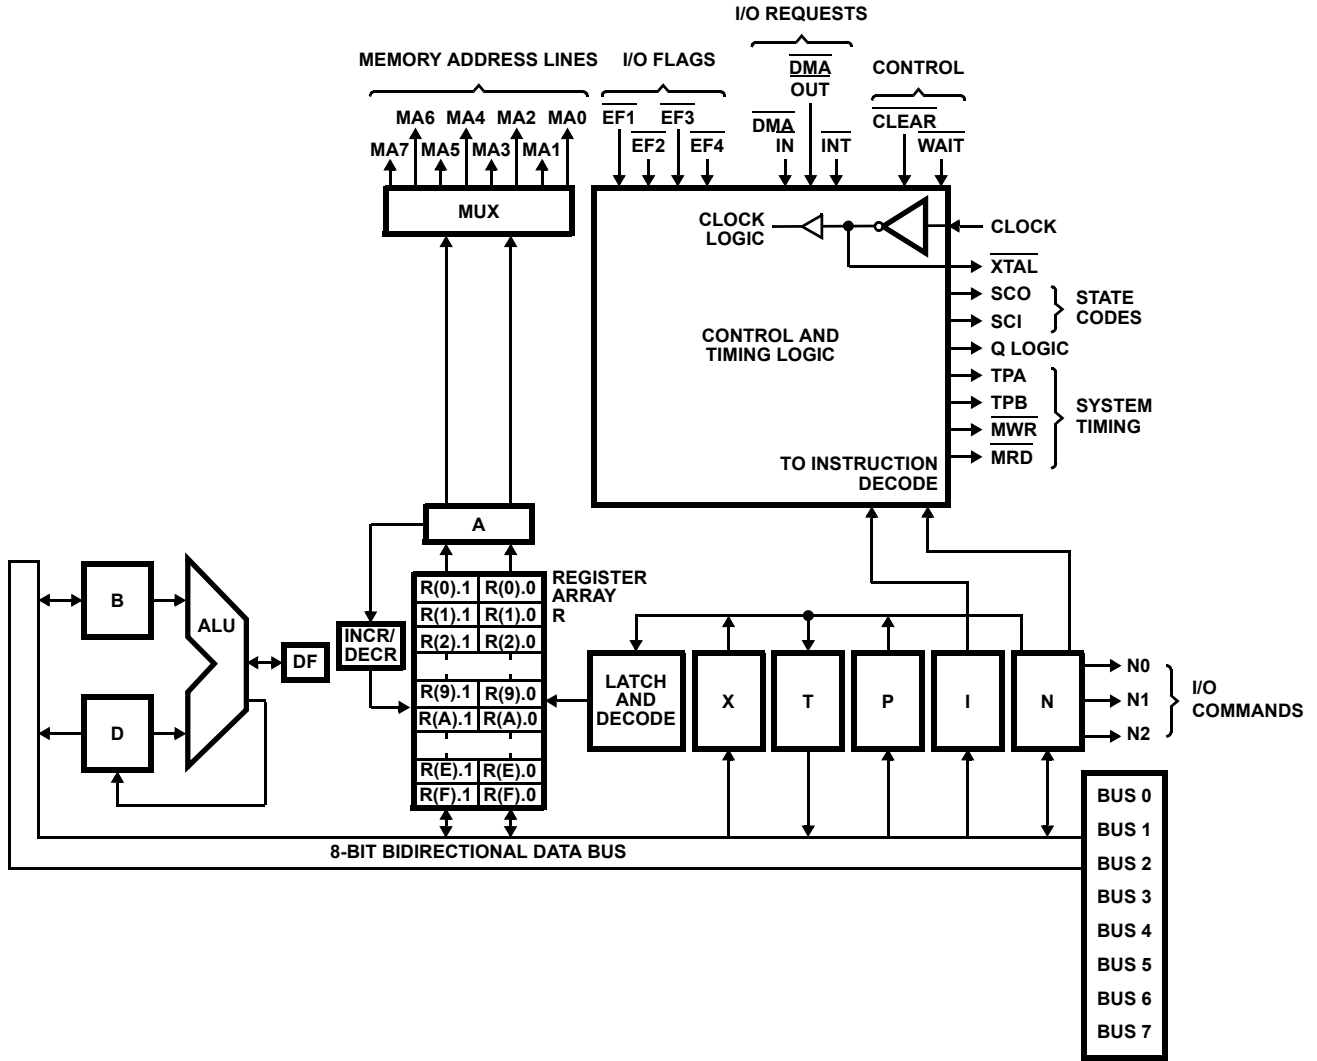 I/O REQUESTS
MEMORY ADDRESS LINES
I/O FLAGS
DMA
OUT
CONTROL
MA6 MA4 MA2 MA0
MA7 MA5 MA3 MA1
EF1 EF3
EF2 EF4
DMA
IN
INT
CLEAR
WAIT
MUX
CLOCK
LOGIC
CLOCK
XTAL
SCO
SCI
STATE
CODES
Q LOGIC
CONTROL AND
TIMING LOGIC
TPA
TPB
MWR
MRD
SYSTEM
TIMING
TO INSTRUCTION
DECODE
A
REGISTER
ARRAY
R
R(0).1 R(0).0
R(1).1 R(1).0
R(2).1 R(2).0
R(9).1 R(9).0
R(A).1 R(A).0
R(E).1 R(E).0
R(F).1 R(F).0
B
ALU
DF
INCR/
DECR
D
LATCH
AND
DECODE
X
T
P
I
N
N0
N1
N2
I/O
COMMANDS
8-BIT BIDIRECTIONAL DATA BUS
BUS 0
BUS 1
BUS 2
BUS 3
BUS 4
BUS 5
BUS 6
BUS 7